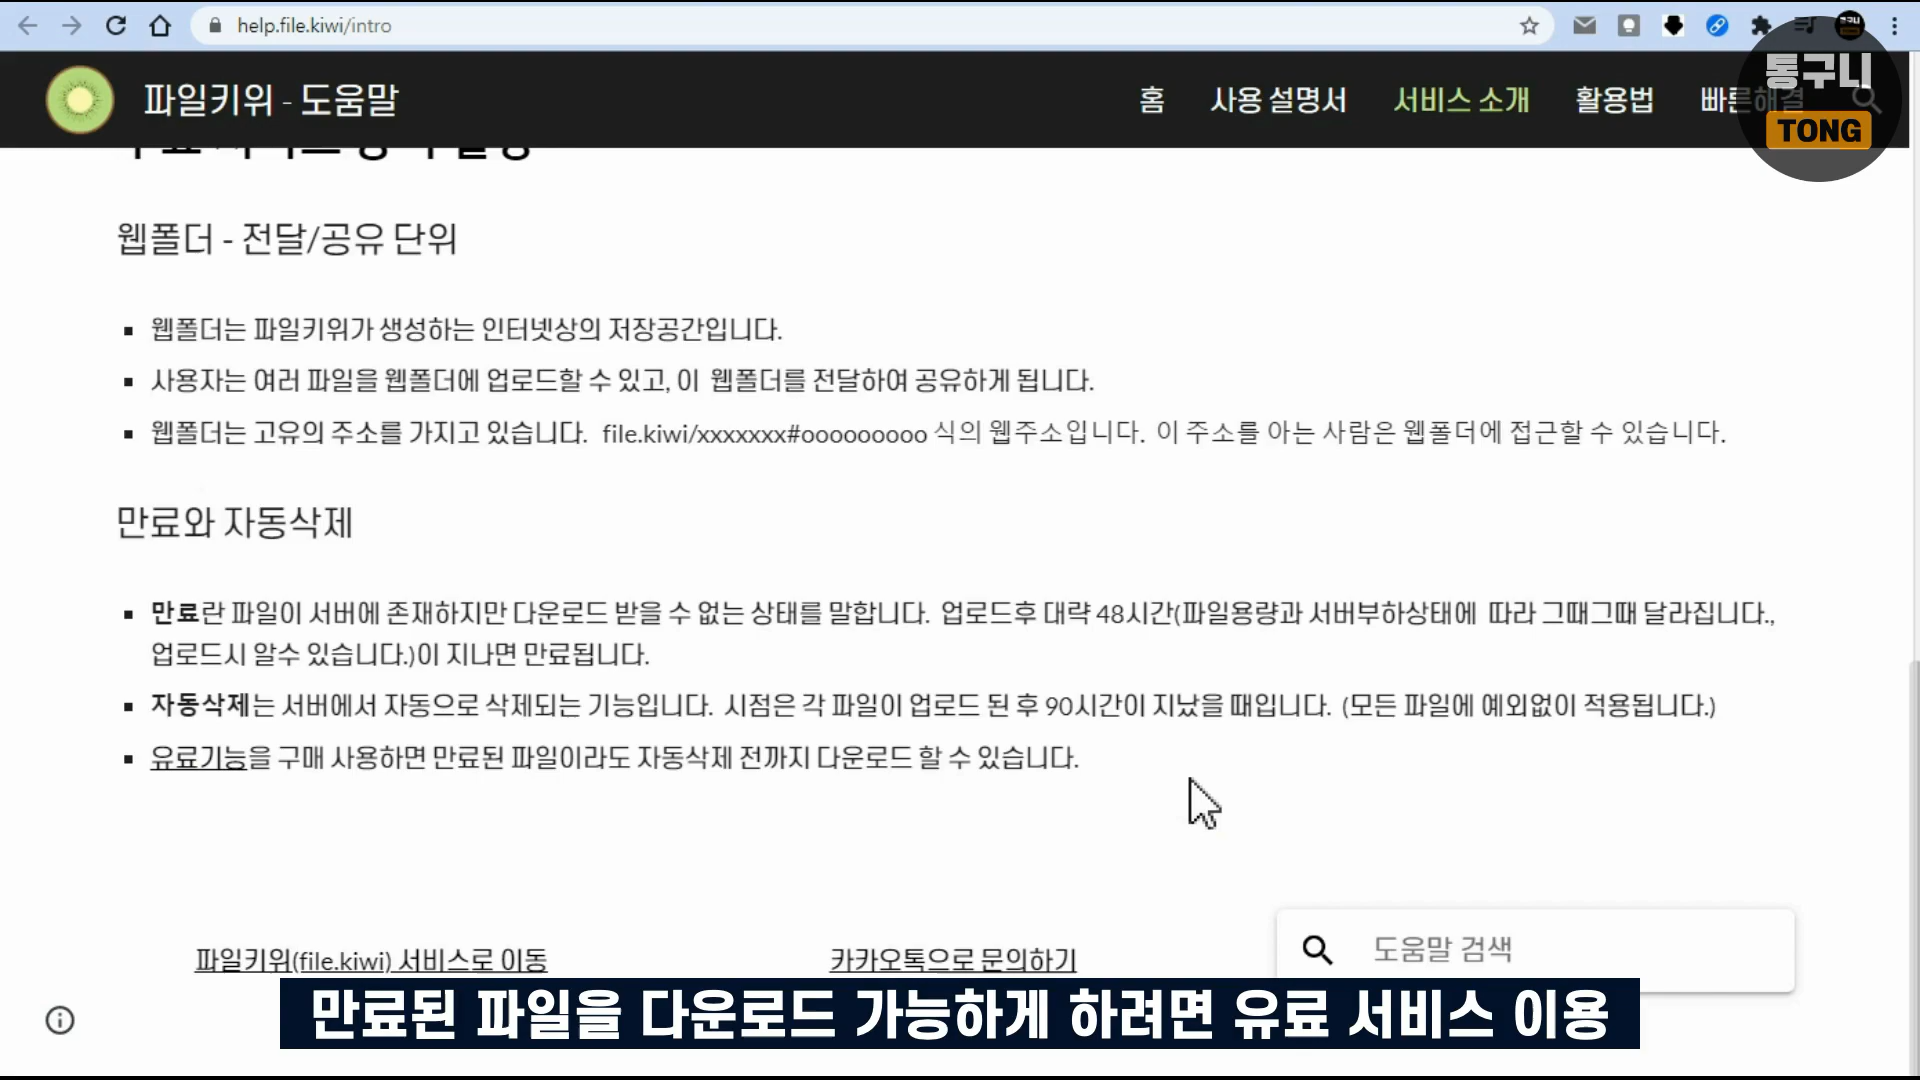 help.file.kiwi/intro
파일키위 - 도움말
홈 사용 설명서 서비스 소개 활용법 빠른해결
통구니
TONG
웹폴더 - 전달/공유 단위
▪ 웹폴더는 파일키위가 생성하는 인터넷상의 저장공간입니다.
▪ 사용자는 여러 파일을 웹폴더에 업로드할 수 있고, 이 웹폴더를 전달하여 공유하게 됩니다.
▪ 웹폴더는 고유의 주소를 가지고 있습니다. file.kiwi/xxxxxxx#ooooooooo 식의 웹주소입니다. 이 주소를 아는 사람은 웹폴더에 접근할 수 있습니다.
만료와 자동삭제
▪ 만료란 파일이 서버에 존재하지만 다운로드 받을 수 없는 상태를 말합니다. 업로드후 대략 48시간(파일용량과 서버부하상태에 따라 그때그때 달라집니다.,
업로드시 알수 있습니다.)이 지나면 만료됩니다.
▪ 자동삭제는 서버에서 자동으로 삭제되는 기능입니다. 시점은 각 파일이 업로드 된 후 90시간이 지났을 때입니다. (모든 파일에 예외없이 적용됩니다.)
▪ 유료기능을 구매 사용하면 만료된 파일이라도 자동삭제 전까지 다운로드 할 수 있습니다.
파일키위(file.kiwi) 서비스로 이동
카카오톡으로 문의하기
도움말 검색
만료된 파일을 다운로드 가능하게 하려면 유료 서비스 이용